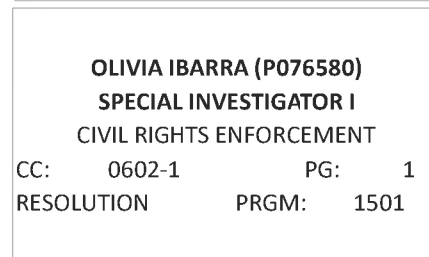 OLIVIA IBARRA (P076580)
SPECIAL INVESTIGATOR I
CIVIL RIGHTS ENFORCEMENT
CC: 0602-1 PG: 1
RESOLUTION PRGM: 1501